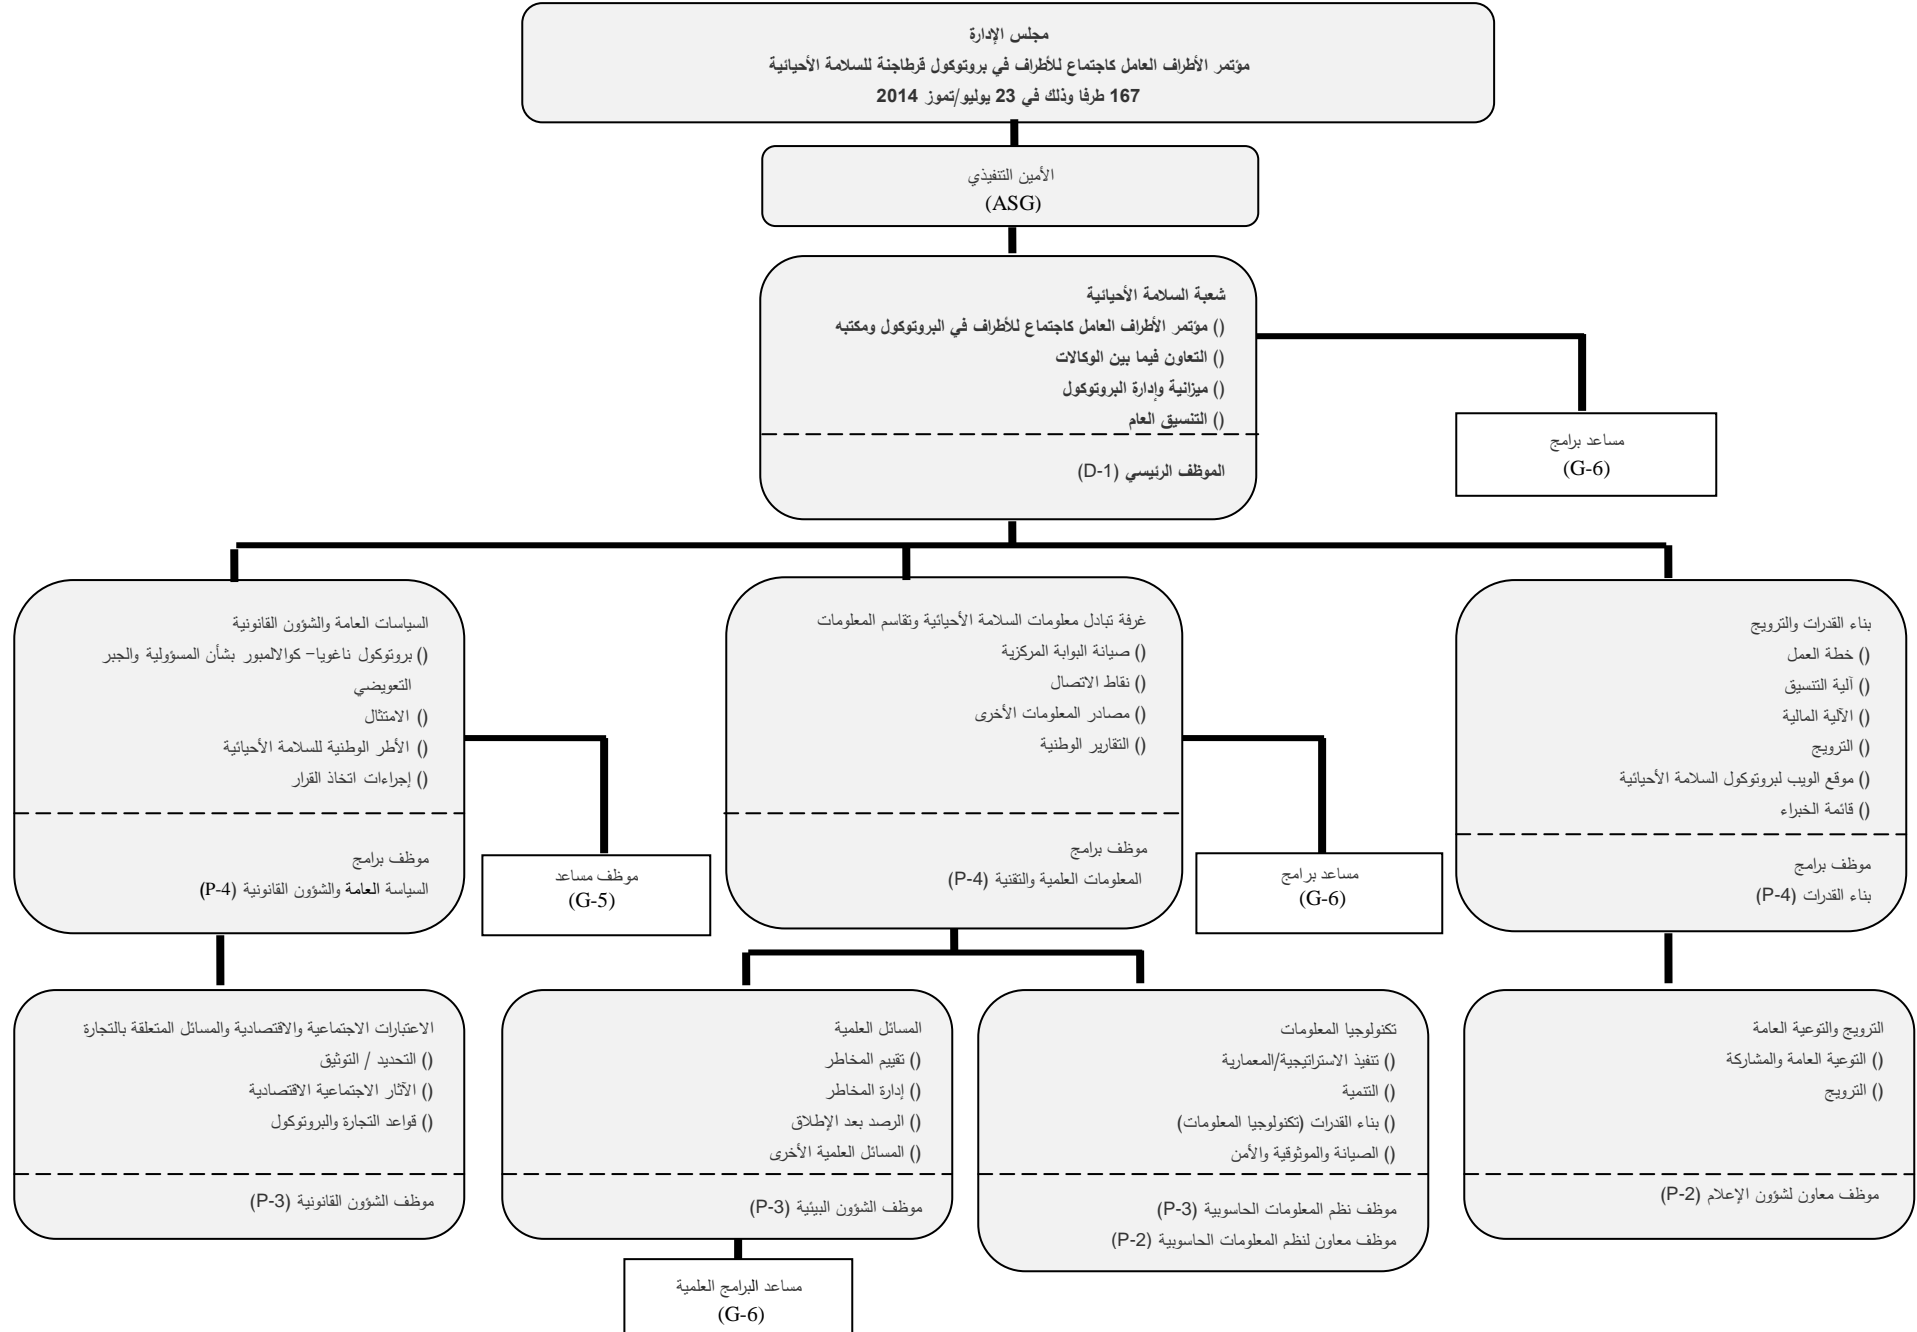 مجلس الإدارة
مؤتمر الأطراف العامل كاجتماع للأطراف في بروتوكول قرطاجنة للسلامة الأحيائية
167 طرفا وذلك في 23 يوليو/تموز 2014
الأمين التنفيذي
(ASG)
شعبة السلامة الأحيائية
() مؤتمر الأطراف العامل كاجتماع للأطراف في البروتوكول ومكتبه
() التعاون فيما بين الوكالات
() ميزانية وإدارة البروتوكول
() التنسيق العام
الموظف الرئيسي (D-1)
مساعد برامج
(G-6)
بناء القدرات والترويج
() خطة العمل
() آلية التنسيق
() الآلية المالية
() الترويج
() موقع الويب لبروتوكول السلامة الأحيائية
() قائمة الخبراء
موظف برامج
بناء القدرات (P-4)
غرفة تبادل معلومات السلامة الأحيائية وتقاسم المعلومات
() صيانة البوابة المركزية
() نقاط الاتصال
() مصادر المعلومات الأخرى
() التقارير الوطنية
موظف برامج
المعلومات العلمية والتقنية (P-4)
مساعد برامج
(G-6)
السياسات العامة والشؤون القانونية
() بروتوكول ناغويا- كوالالمبور بشأن المسؤولية والجبر
التعويضي
() الامتثال
() الأطر الوطنية للسلامة الأحيائية
() إجراءات اتخاذ القرار
موظف برامج
السياسة العامة والشؤون القانونية (P-4)
موظف مساعد
(G-5)
الترويج والتوعية العامة
() التوعية العامة والمشاركة
() الترويج
موظف معاون لشؤون الإعلام (P-2)
تكنولوجيا المعلومات
() تنفيذ الاستراتيجية/المعمارية
() التنمية
() بناء القدرات (تكنولوجيا المعلومات)
() الصيانة والموثوقية والأمن
موظف نظم المعلومات الحاسوبية (P-3)
موظف معاون لنظم المعلومات الحاسوبية (P-2)
المسائل العلمية
() تقييم المخاطر
() إدارة المخاطر
() الرصد بعد الإطلاق
() المسائل العلمية الأخرى
موظف الشؤون البيئية (P-3)
مساعد البرامج العلمية
(G-6)
الاعتبارات الاجتماعية والاقتصادية والمسائل المتعلقة بالتجارة
() التحديد / التوثيق
() الآثار الاجتماعية الاقتصادية
() قواعد التجارة والبروتوكول
موظف الشؤون القانونية (P-3)